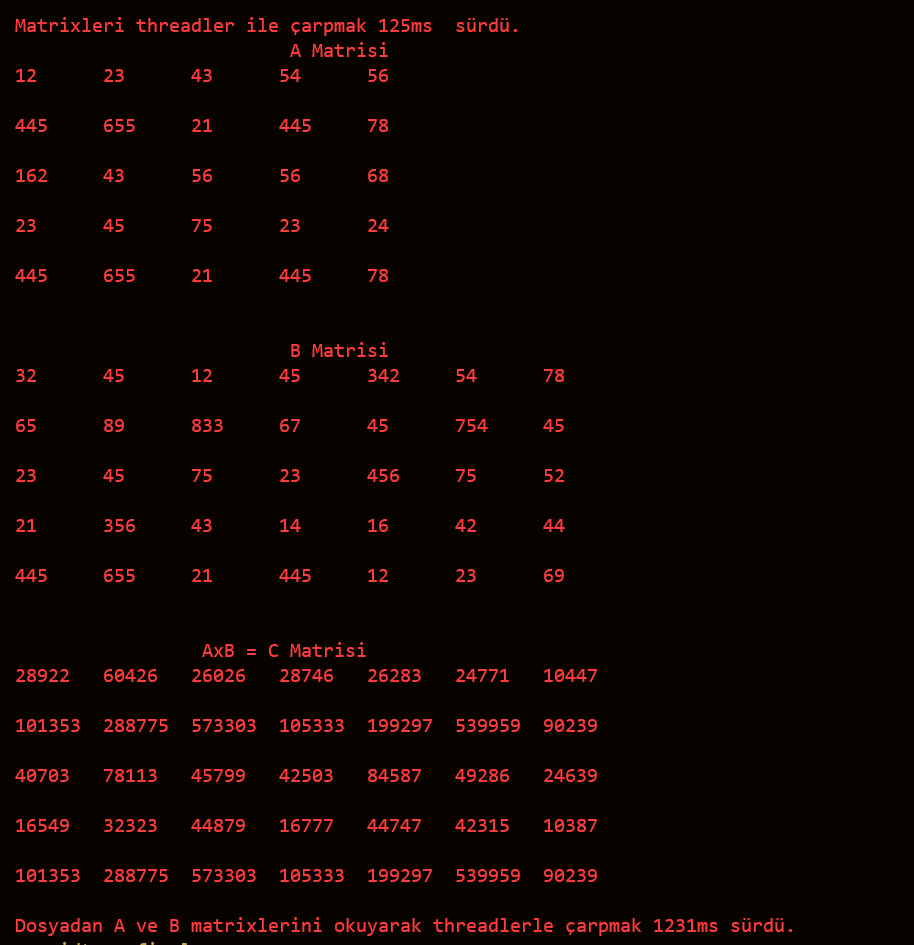 Matrixleri threadler ile çarpmak 125ms sürdü.
A Matrisi
12 23 43 54 56
445 655 21 445 78
162 43 56 56 68
23 45 75 23 24
445 655 21 445 78
B Matrisi
32 45 12 45 342 54 78
65 89 833 67 45 754 45
23 45 75 23 456 75 52
21 356 43 14 16 42 44
445 655 21 445 12 23 69
AxB = C Matrisi
28922 60426 26026 28746 26283 24771 10447
101353 288775 573303 105333 199297 539959 90239
40703 78113 45799 42503 84587 49286 24639
16549 32323 44879 16777 44747 42315 10387
101353 288775 573303 105333 199297 539959 90239
Dosyadan A ve B matrixlerini okuyarak threadlerle çarpmak 1231ms sürdü.